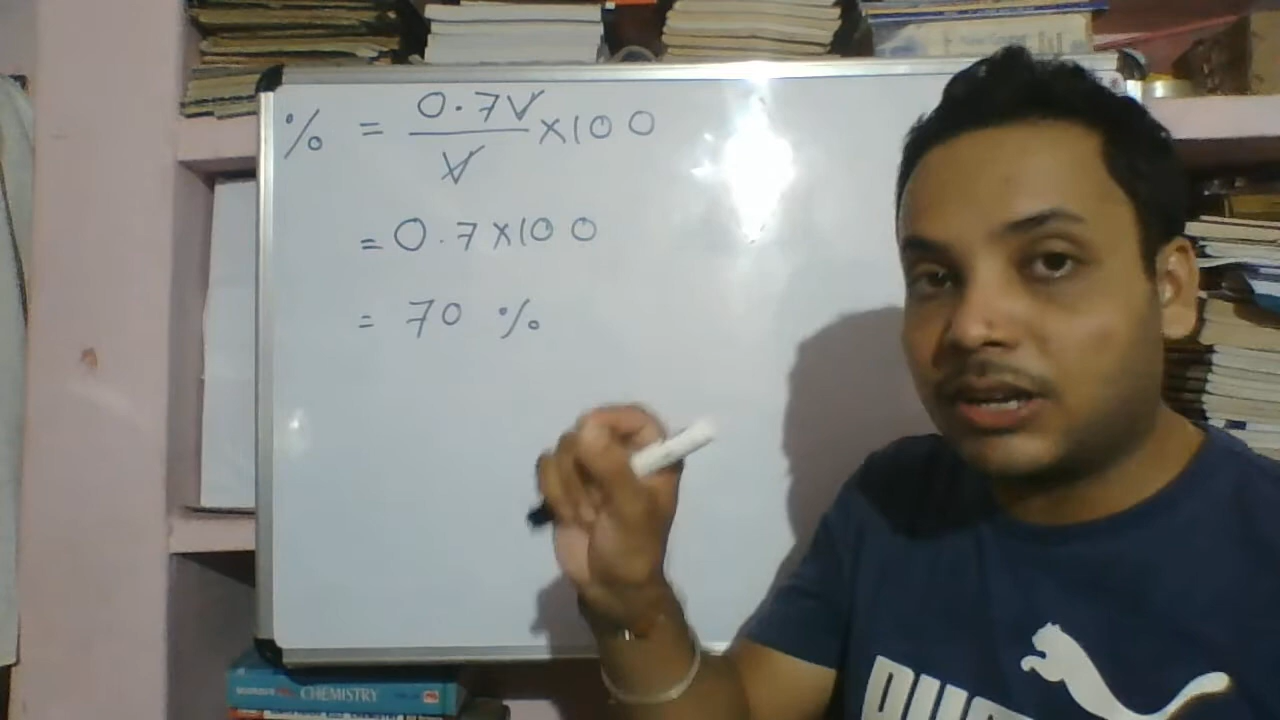 % = 0.7V/V ×100
= 0.7×100
= 70 %
CHEMISTRY
PUMA